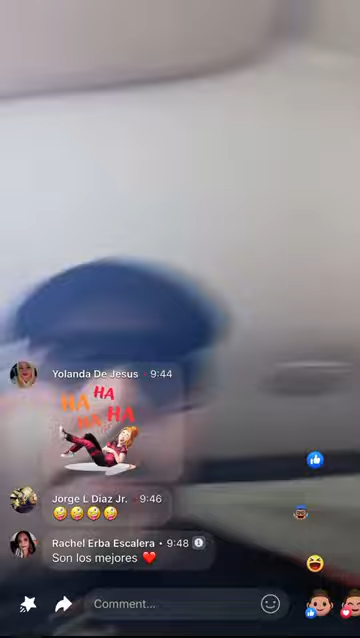 Yolanda De Jesus · 9:44
HA HA
HA HA
Jorge L Diaz Jr. · 9:46
🤪🤪🤪🤪
Rachel Erba Escalera • 9:48
Son los mejores ❤️
Comment...